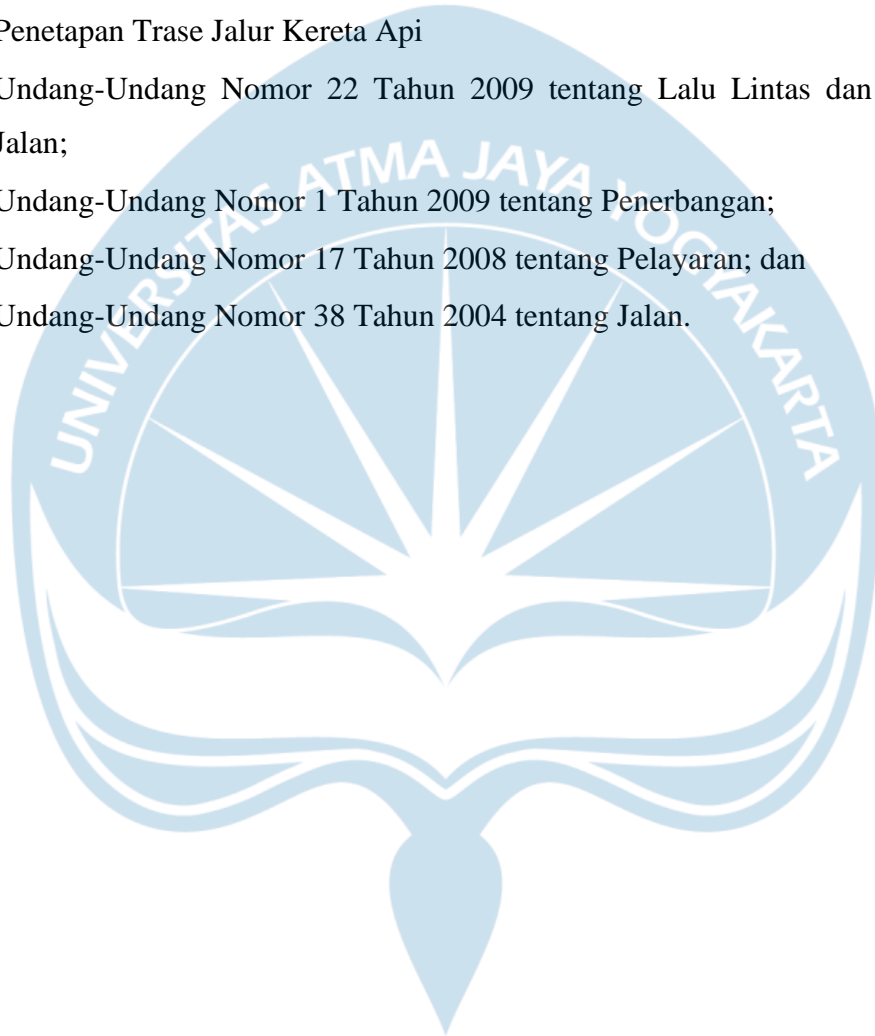 Penetapan Trase Jalur Kereta Api
Undang-Undang Nomor 22 Tahun 2009 tentang Lalu Lintas dan
Jalan;
Undang-Undang Nomor 1 Tahun 2009 tentang Penerbangan;
Undang-Undang Nomor 17 Tahun 2008 tentang Pelayaran; dan
Undang-Undang Nomor 38 Tahun 2004 tentang Jalan.
UNIVERSITAS ATMA JAYA YOGYAKARTA